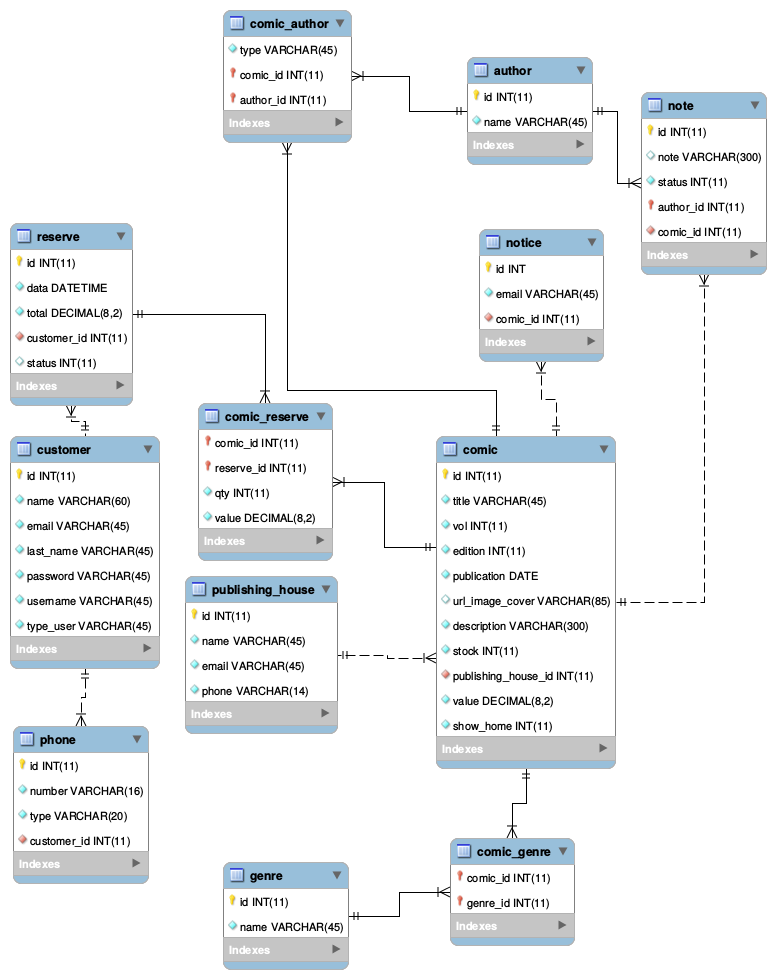 comic_author
type VARCHAR(45)
comic_id INT(11)
author_id INT(11)
Indexes
author
id INT(11)
name VARCHAR(45)
Indexes
note
id INT(11)
note VARCHAR(300)
status INT(11)
author_id INT(11)
comic_id INT(11)
Indexes
reserve
id INT(11)
data DATETIME
total DECIMAL(8,2)
customer_id INT(11)
status INT(11)
Indexes
notice
id INT
email VARCHAR(45)
comic_id INT(11)
Indexes
comic_reserve
comic_id INT(11)
reserve_id INT(11)
qty INT(11)
value DECIMAL(8,2)
Indexes
customer
id INT(11)
name VARCHAR(60)
email VARCHAR(45)
last_name VARCHAR(45)
password VARCHAR(45)
username VARCHAR(45)
type_user VARCHAR(45)
Indexes
comic
id INT(11)
title VARCHAR(45)
vol INT(11)
edition INT(11)
publication DATE
url_image_cover VARCHAR(85)
description VARCHAR(300)
stock INT(11)
publishing_house_id INT(11)
value DECIMAL(8,2)
show_home INT(11)
Indexes
publishing_house
id INT(11)
name VARCHAR(45)
email VARCHAR(45)
phone VARCHAR(14)
Indexes
phone
id INT(11)
number VARCHAR(16)
type VARCHAR(20)
customer_id INT(11)
Indexes
comic_genre
comic_id INT(11)
genre_id INT(11)
Indexes
genre
id INT(11)
name VARCHAR(45)
Indexes